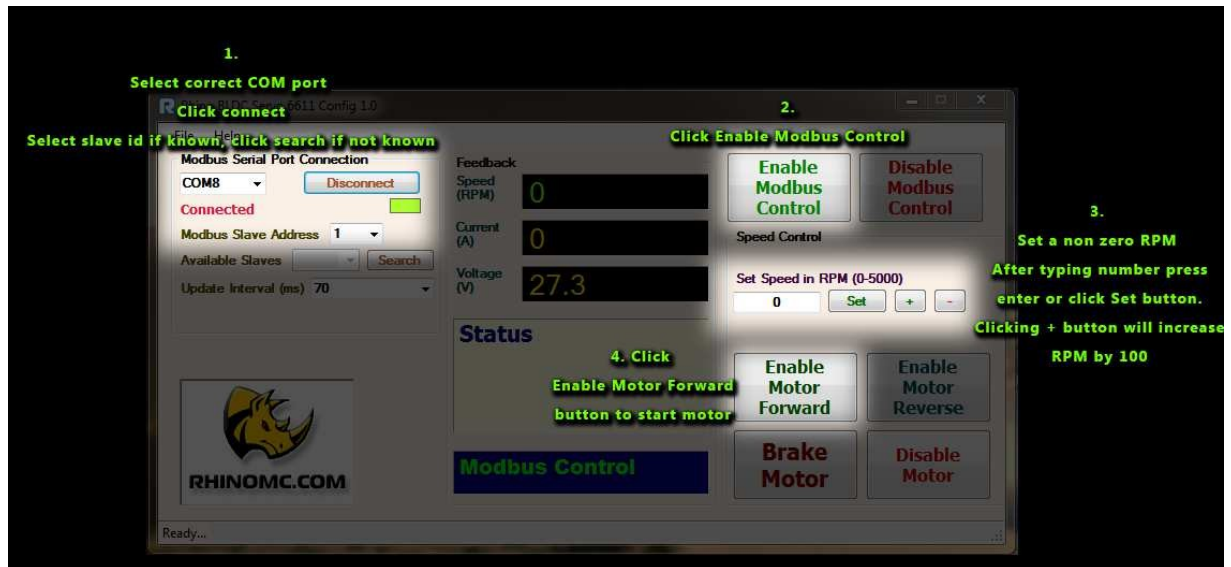 1.
Select correct COM port
Click connect
Select slave id if known, click search if not known
2.
Click Enable Modbus Control
3.
Set a non zero RPM
After typing number press
enter or click Set button.
Clicking + button will increase
RPM by 100
4. Click
Enable Motor Forward
button to start motor
6611 Config 1.0
File Help
Modbus Serial Port Connection
COM8 Disconnect
Connected
Modbus Slave Address 1
Available Slaves Search
Update Interval (ms) 70
RHINOMC.COM
Feedback
Speed
(RPM) 0
Current
(A) 0
Voltage
(V) 27.3
Status
Modbus Control
Enable
Modbus
Control
Disable
Modbus
Control
Speed Control
Set Speed in RPM (0-5000)
0 Set + -
Enable
Motor
Forward
Enable
Motor
Reverse
Brake
Motor
Disable
Motor
Ready...